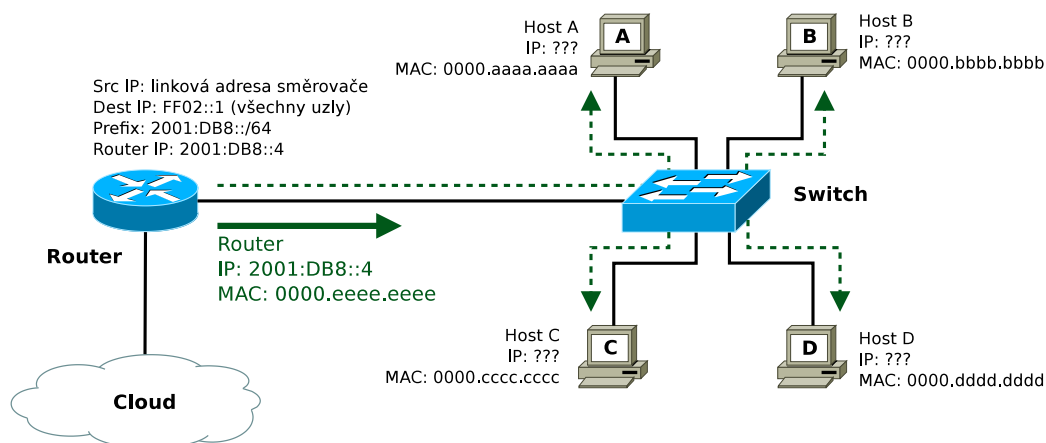 Host A
IP: ???
MAC: 0000.aaaa.aaaa
A
B
Host B
IP: ???
MAC: 0000.bbbb.bbbb
Src IP: linková adresa směrovače
Dest IP: FF02::1 (všechny uzly)
Prefix: 2001:DB8::/64
Router IP: 2001:DB8::4
Router
Switch
Router
IP: 2001:DB8::4
MAC: 0000.eeee.eeee
Host C
IP: ???
MAC: 0000.cccc.cccc
C
D
Host D
IP: ???
MAC: 0000.dddd.dddd
Cloud